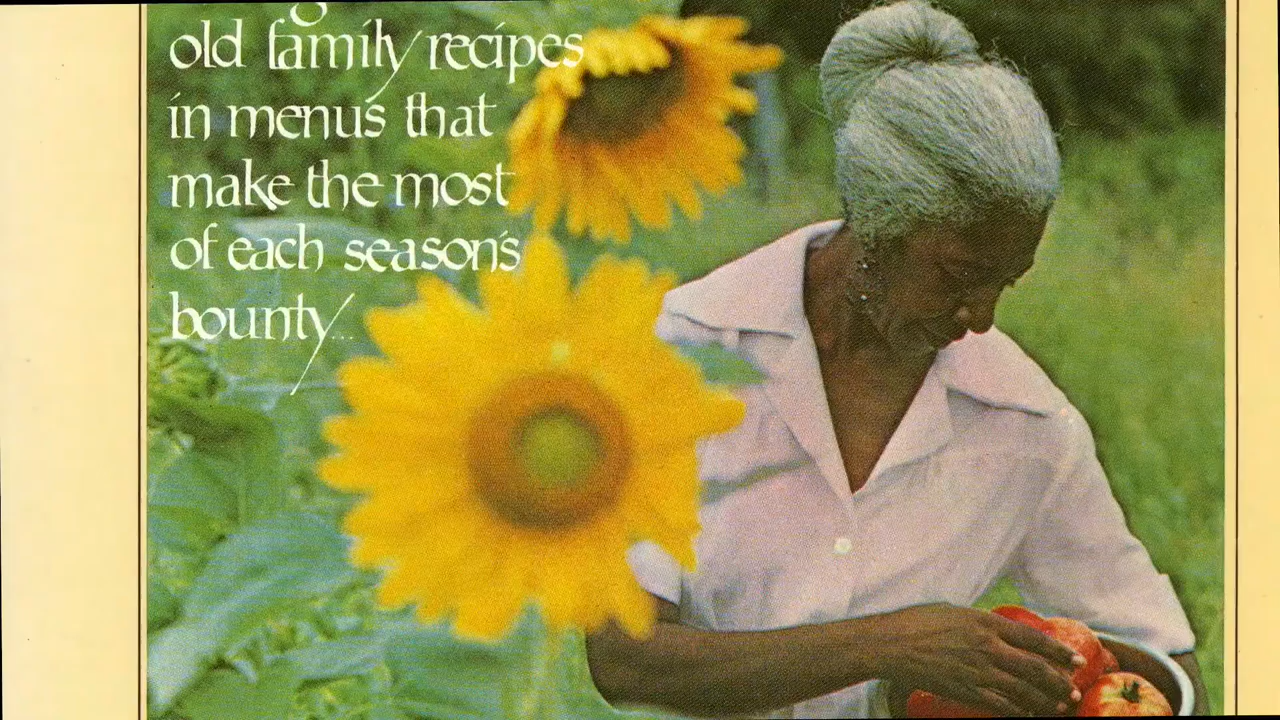 old family recipes
in menus that
make the most
of each season's
bounty...